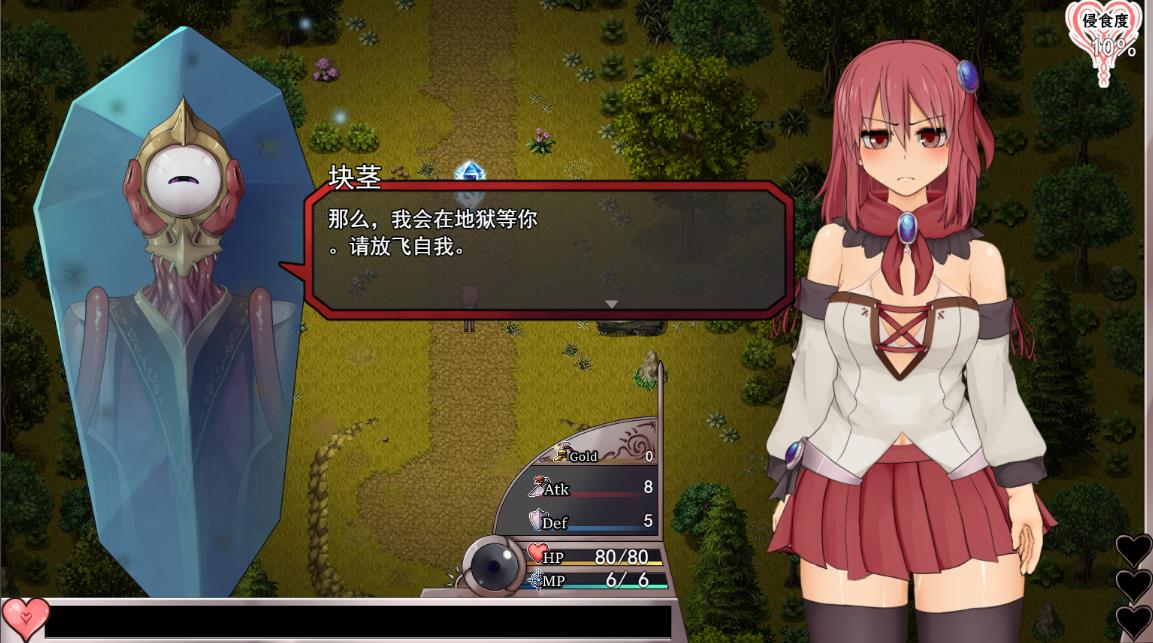 侵食度
10%
块茎
那么，我会在地狱等你
。请放飞自我。
Gold 0
Atk 8
Def 5
HP 80/80
MP 6/ 6